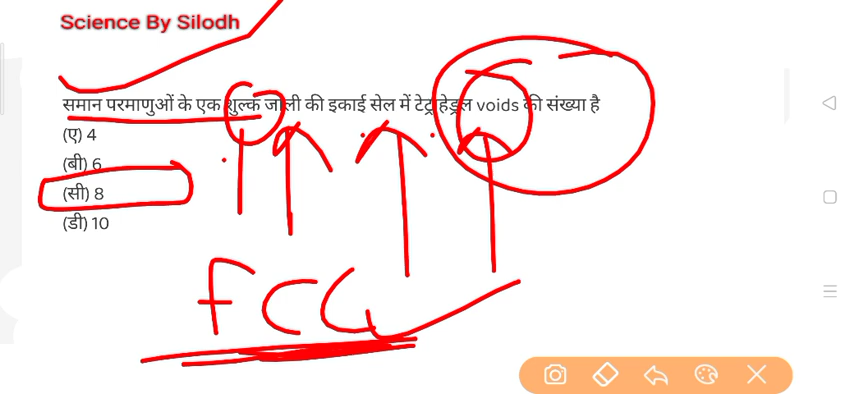 Science By Silodh
समान परमाणुओं के एक शुल्क जाली की इकाई सेल में टेट्राहेड्रल voids की संख्या है
(ए) 4
(बी) 6
(सी) 8
(डी) 10
FCC